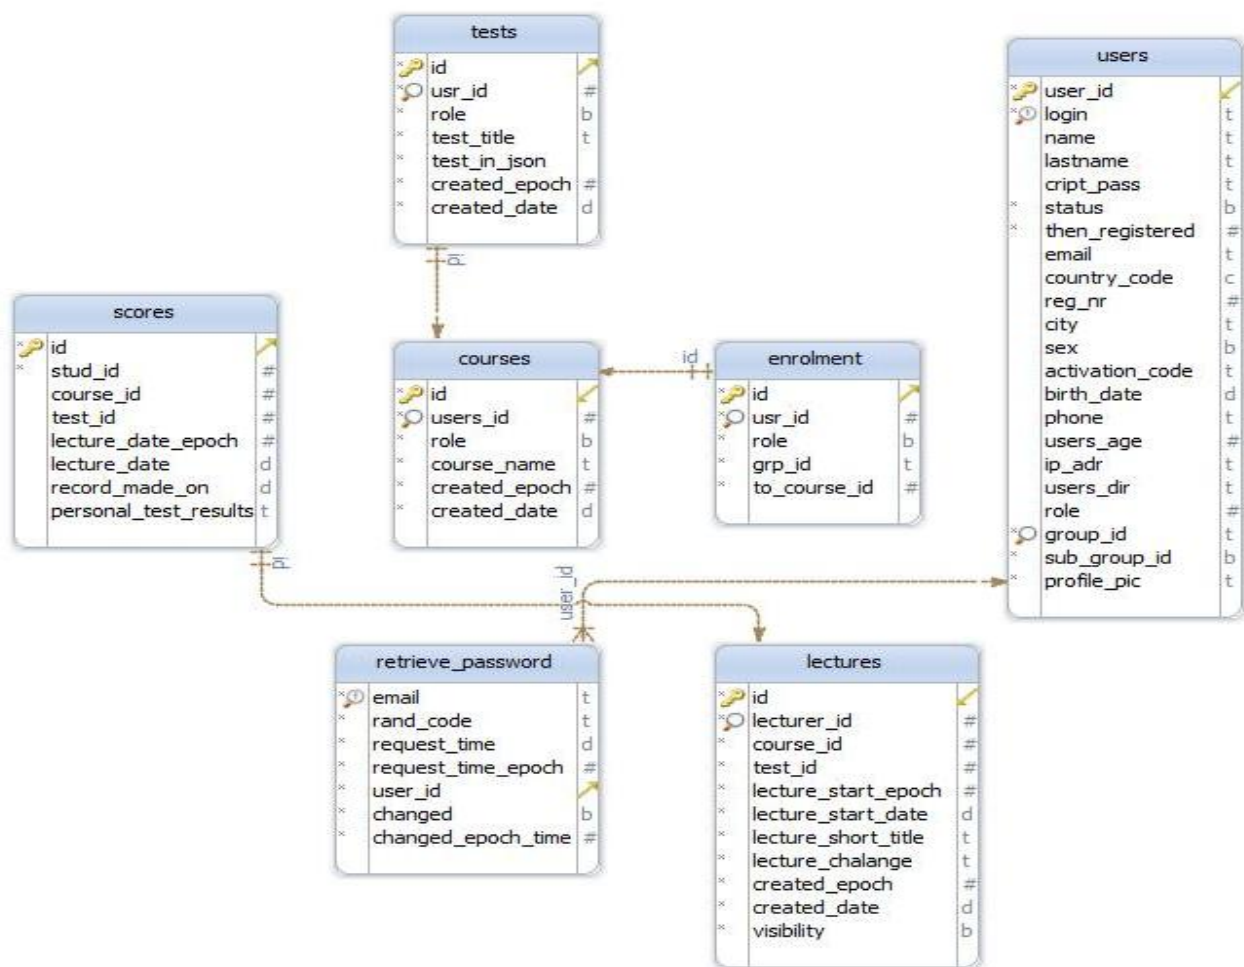 tests
id
usr_id #
role b
test_title t
test_in_json
created_epoch #
created_date d
id
users
user_id
login t
name t
lastname t
cript_pass t
status b
then_registered #
email t
country_code c
reg_nr #
city t
sex b
activation_code t
birth_date d
phone t
users_age #
ip_adr t
users_dir t
role #
group_id t
sub_group_id b
profile_pic t
scores
id
stud_id #
course_id #
test_id #
lecture_date_epoch #
lecture_date d
record_made_on d
personal_test_results t
id
courses
id
users_id #
role b
course_name t
created_epoch #
created_date d
id
enrolment
id
usr_id #
role b
grp_id t
to_course_id #
user_id
retrieve_password
email t
rand_code t
request_time d
request_time_epoch #
user_id
changed b
changed_epoch_time #
lectures
id
lecturer_id #
course_id #
test_id #
lecture_start_epoch #
lecture_start_date d
lecture_short_title t
lecture_chalange t
created_epoch #
created_date d
visibility b